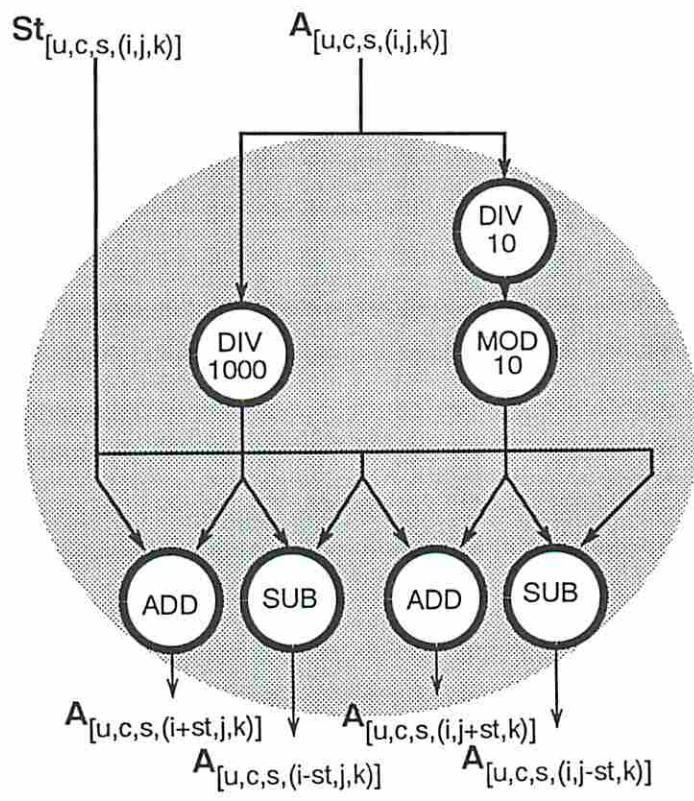 St[u,c,s,(i,j,k)]
A[u,c,s,(i,j,k)]
DIV
10
DIV
1000
MOD
10
ADD
SUB
ADD
SUB
A[u,c,s,(i+st,j,k)]
A[u,c,s,(i-st,j,k)]
A[u,c,s,(i,j+st,k)]
A[u,c,s,(i,j-st,k)]